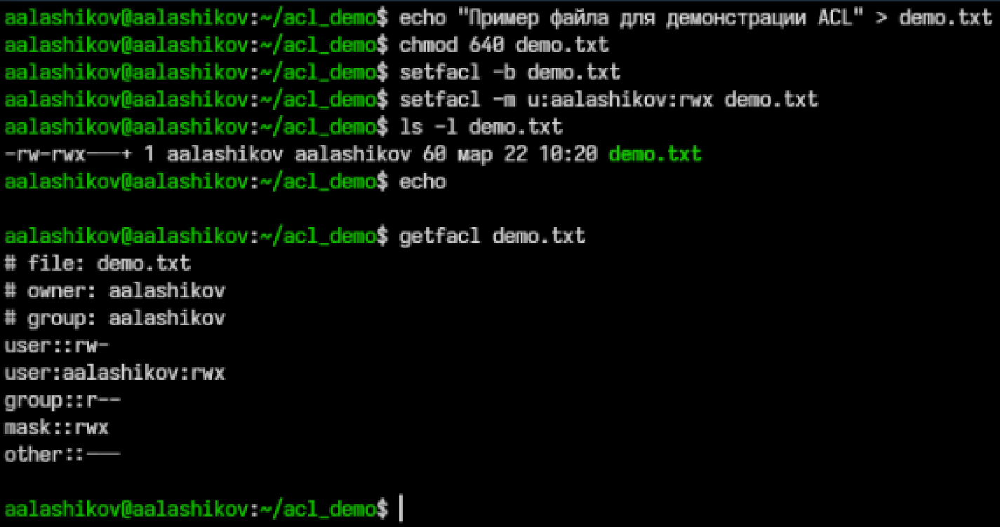 aalashikov@aalashikov:~/acl_demo$ echo "Пример файла для демонстрации ACL" > demo.txt
aalashikov@aalashikov:~/acl_demo$ chmod 640 demo.txt
aalashikov@aalashikov:~/acl_demo$ setfacl -b demo.txt
aalashikov@aalashikov:~/acl_demo$ setfacl -m u:aalashikov:rwx demo.txt
aalashikov@aalashikov:~/acl_demo$ ls -l demo.txt
-rw-rwx---+ 1 aalashikov aalashikov 60 мар 22 10:20 demo.txt
aalashikov@aalashikov:~/acl_demo$ echo

aalashikov@aalashikov:~/acl_demo$ getfacl demo.txt
# file: demo.txt
# owner: aalashikov
# group: aalashikov
user::rw-
user:aalashikov:rwx
group::r--
mask::rwx
other::---

aalashikov@aalashikov:~/acl_demo$